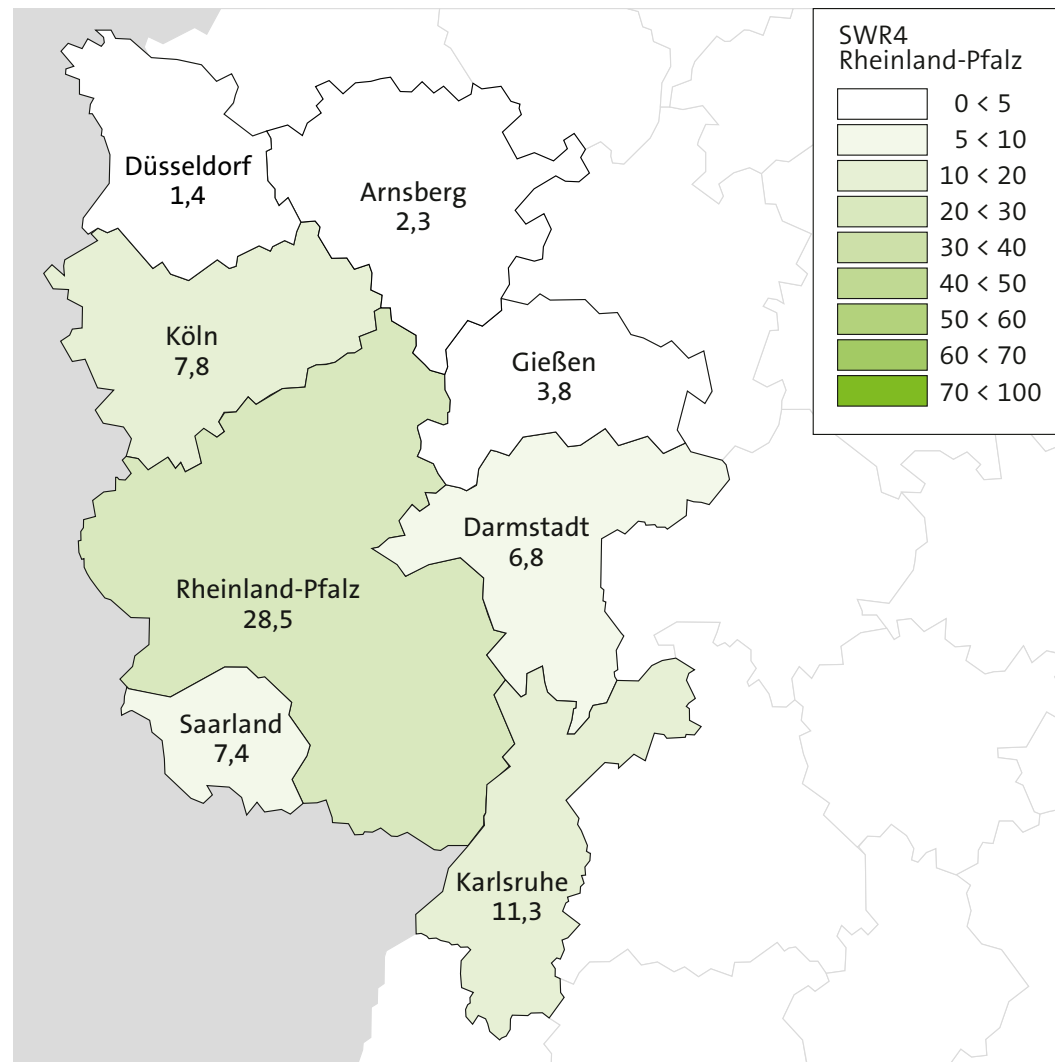 SWR4
Rheinland-Pfalz
0 < 5
5 < 10
10 < 20
20 < 30
30 < 40
40 < 50
50 < 60
60 < 70
70 < 100
Düsseldorf
1,4
Arnsberg
2,3
Köln
7,8
Gießen
3,8
Darmstadt
6,8
Rheinland-Pfalz
28,5
Saarland
7,4
Karlsruhe
11,3